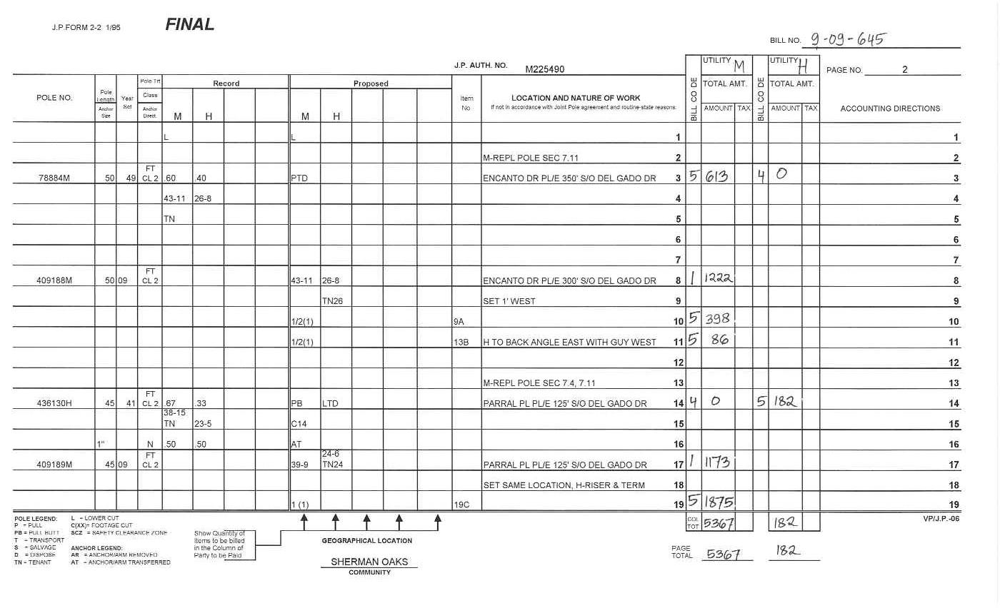 J.P.FORM 2-2 1/95 FINAL
BILL NO. 9-09-645
J.P. AUTH. NO. M225490 UTILITY M UTILITY H PAGE NO. 2
POLE NO. Pole Length Anchor Size Year Set Pole Trt Class Anchor Direct. Record M H Proposed M H Item No LOCATION AND NATURE OF WORK If not in accordance with Joint Pole agreement and routine-state reasons. BILL CO DE TOTAL AMT. AMOUNT TAX BILL CO DE TOTAL AMT. AMOUNT TAX ACCOUNTING DIRECTIONS
L L 1 1
M-REPL POLE SEC 7.11 2 2
78884M 50 49 FT CL 2 .60 .40 PTD ENCANTO DR PL/E 350' S/O DEL GADO DR 3 5 613 4 0 3
43-11 26-8 4 4
TN 5 5
6 6
7 7
409188M 50 09 FT CL 2 43-11 26-8 ENCANTO DR PL/E 300' S/O DEL GADO DR 8 1 1222 8
TN26 SET 1' WEST 9 9
1/2(1) 9A 10 5 398 10
1/2(1) 13B H TO BACK ANGLE EAST WITH GUY WEST 11 5 86 11
12 12
M-REPL POLE SEC 7.4, 7.11 13 13
436130H 45 41 FT CL 2 .67 .33 PB LTD PARRAL PL PL/E 125' S/O DEL GADO DR 14 4 0 5 182 14
38-15 TN 23-5 C14 15 15
1" N .50 .50 AT 16 16
409189M 45 09 FT CL 2 39-9 24-6 TN24 PARRAL PL PL/E 125' S/O DEL GADO DR 17 1 1173 17
SET SAME LOCATION, H-RISER & TERM 18 18
1 (1) 19C 19 5 1875 19
COL TOT 5367 182 VP/J.P.-06
POLE LEGEND: L = LOWER CUT
P = PULL C(XX)= FOOTAGE CUT
PB = PULL BUTT SCZ = SAFETY CLEARANCE ZONE
T = TRANSPORT
S = SALVAGE ANCHOR LEGEND:
D = DISPOSE AR = ANCHOR/ARM REMOVED
TN = TENANT AT = ANCHOR/ARM TRANSFERRED
Show Quantity of
Items to be billed
in the Column of
Party to be Paid
GEOGRAPHICAL LOCATION
SHERMAN OAKS
COMMUNITY
PAGE TOTAL 5367 182